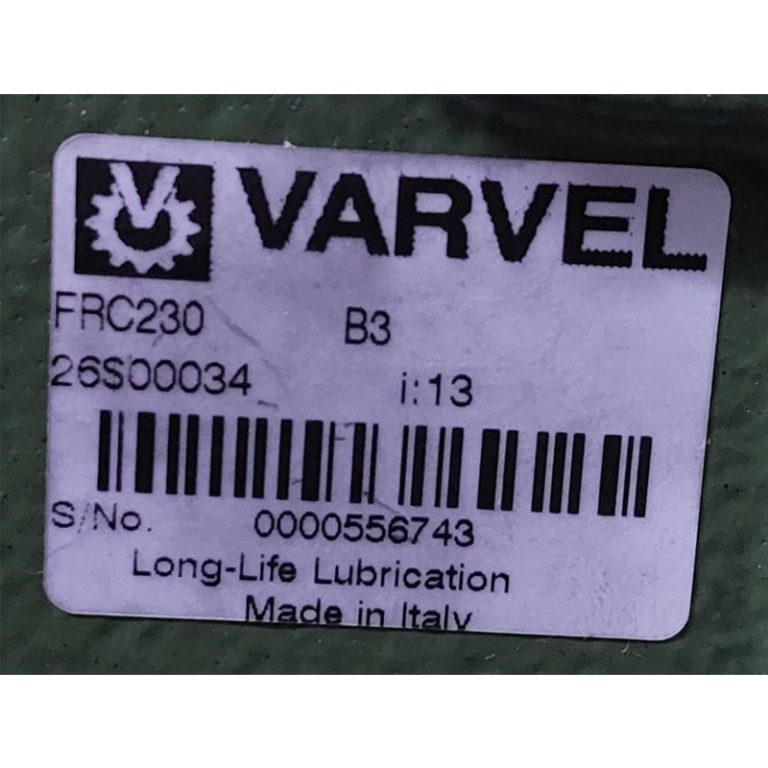 V VARVEL
FRC230 B3
26S00034 i:13
S/No. 0000556743
Long-Life Lubrication
Made in Italy